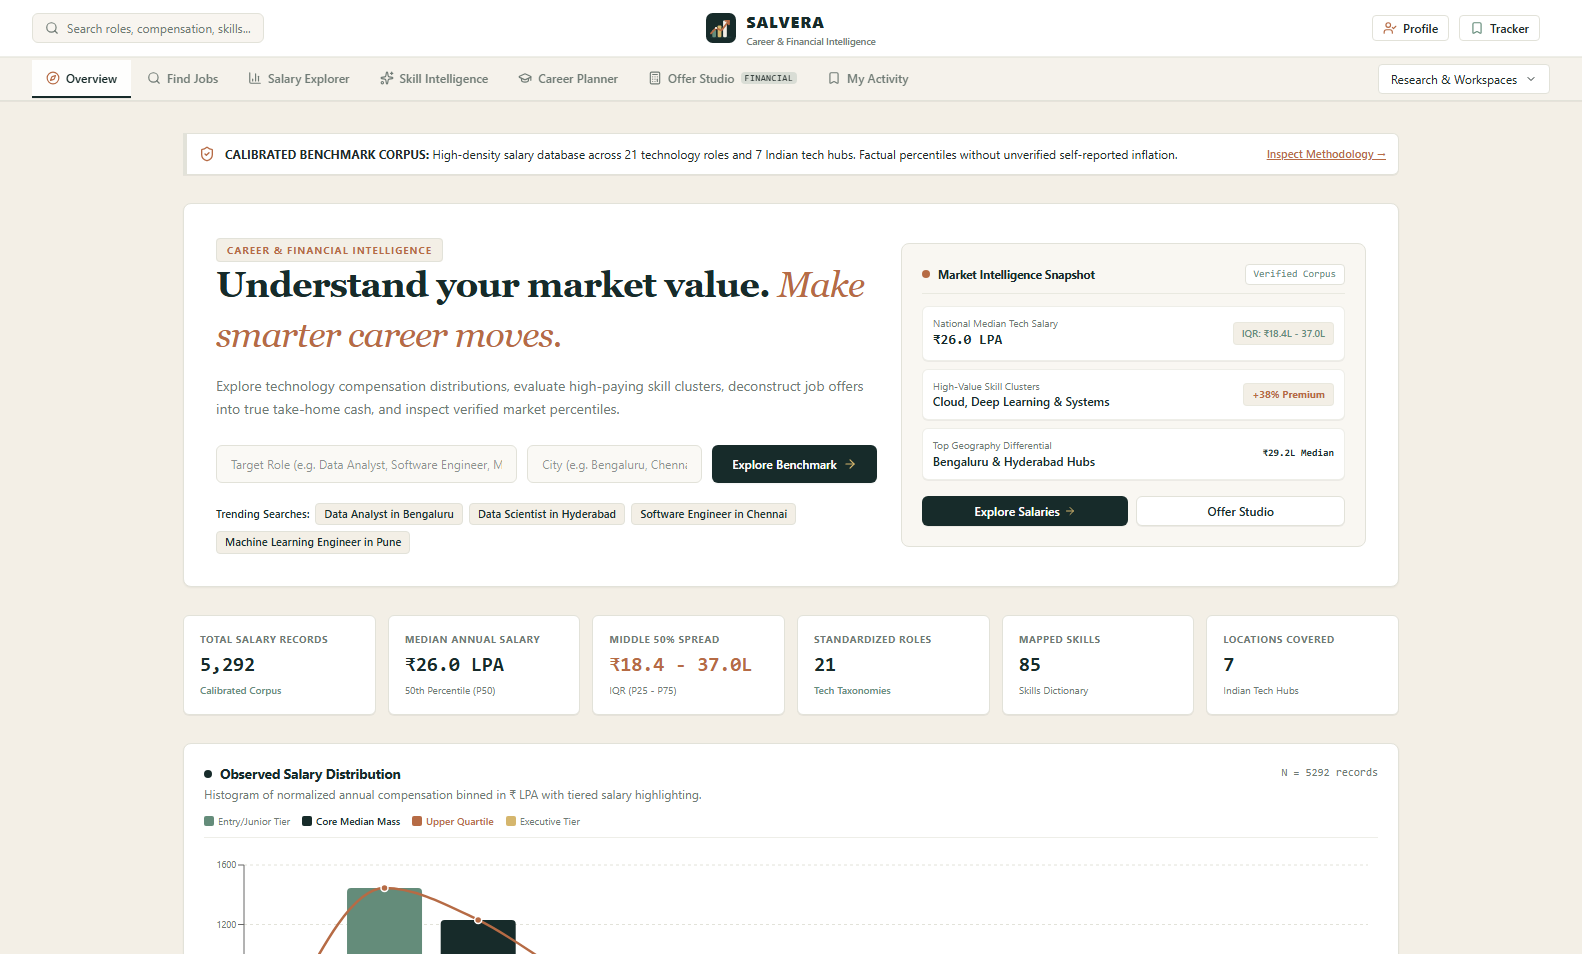 Search roles, compensation, skills...
SALVERA
Career & Financial Intelligence
Profile
Tracker
Overview
Find Jobs
Salary Explorer
Skill Intelligence
Career Planner
Offer Studio FINANCIAL
My Activity
Research & Workspaces
CALIBRATED BENCHMARK CORPUS: High-density salary database across 21 technology roles and 7 Indian tech hubs. Factual percentiles without unverified self-reported inflation.
Inspect Methodology →
CAREER & FINANCIAL INTELLIGENCE
Understand your market value. Make
smarter career moves.
Explore technology compensation distributions, evaluate high-paying skill clusters, deconstruct job offers
into true take-home cash, and inspect verified market percentiles.
Target Role (e.g. Data Analyst, Software Engineer, M
City (e.g. Bengaluru, Chenna
Explore Benchmark →
Trending Searches:
Data Analyst in Bengaluru
Data Scientist in Hyderabad
Software Engineer in Chennai
Machine Learning Engineer in Pune
Market Intelligence Snapshot
Verified Corpus
National Median Tech Salary
₹26.0 LPA
IQR: ₹18.4L - 37.0L
High-Value Skill Clusters
Cloud, Deep Learning & Systems
+38% Premium
Top Geography Differential
Bengaluru & Hyderabad Hubs
₹29.2L Median
Explore Salaries →
Offer Studio
TOTAL SALARY RECORDS
5,292
Calibrated Corpus
MEDIAN ANNUAL SALARY
₹26.0 LPA
50th Percentile (P50)
MIDDLE 50% SPREAD
₹18.4 - 37.0L
IQR (P25 - P75)
STANDARDIZED ROLES
21
Tech Taxonomies
MAPPED SKILLS
85
Skills Dictionary
LOCATIONS COVERED
7
Indian Tech Hubs
Observed Salary Distribution
N = 5292 records
Histogram of normalized annual compensation binned in ₹ LPA with tiered salary highlighting.
Entry/Junior Tier
Core Median Mass
Upper Quartile
Executive Tier
1600
1200